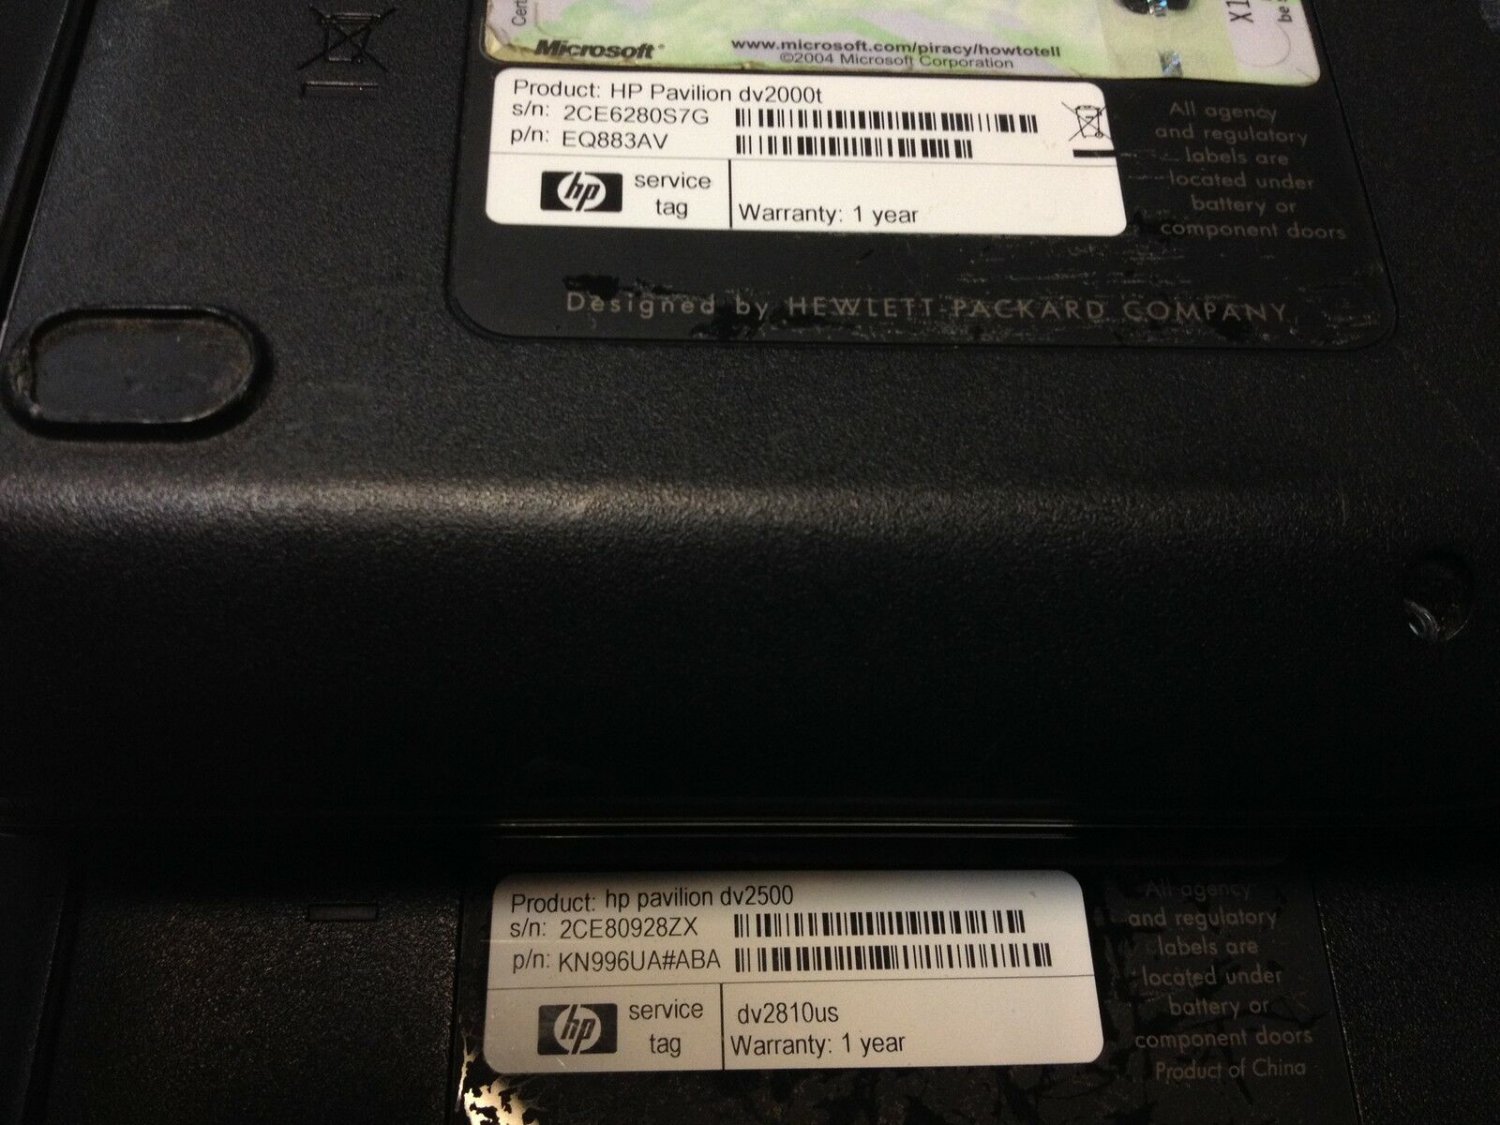 Microsoft®
www.microsoft.com/piracy/howtotell
©2004 Microsoft Corporation
Cert
X1
be
Product: HP Pavilion dv2000t
s/n: 2CE6280S7G
p/n: EQ883AV
hp service
tag
Warranty: 1 year
All agency
and regulatory
labels are
located under
battery or
component doors
Designed by HEWLETT-PACKARD COMPANY
Product: hp pavilion dv2500
s/n: 2CE80928ZX
p/n: KN996UA#ABA
hp service
tag
dv2810us
Warranty: 1 year
All agency
and regulatory
labels are
located under
battery or
component doors
Product of China